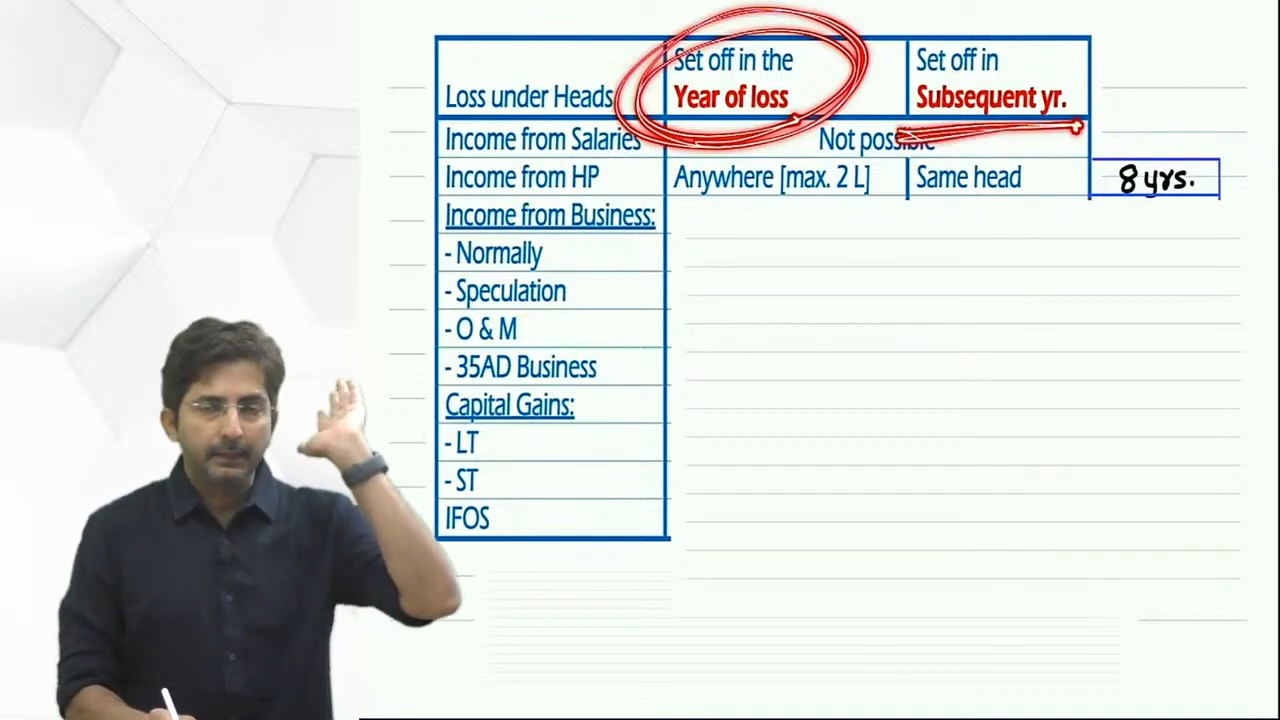 Loss under Heads
Set off in the
Year of loss
Set off in
Subsequent yr.
Income from Salaries
Not possible
Income from HP
Anywhere [max. 2 L]
Same head
8 yrs.
Income from Business:
- Normally
- Speculation
- O & M
- 35AD Business
Capital Gains:
- LT
- ST
IFOS